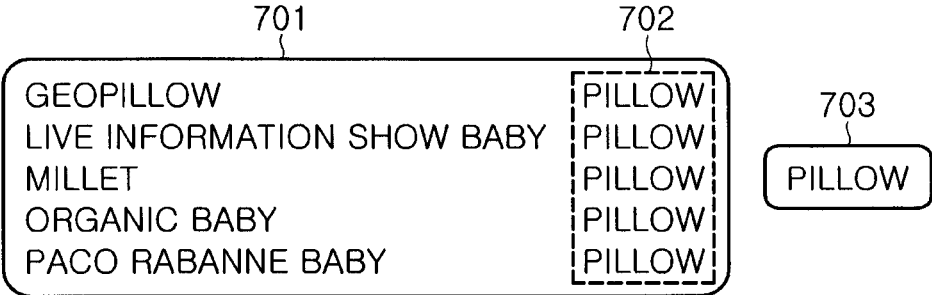 701 702
GEOPILLOW PILLOW
LIVE INFORMATION SHOW BABY PILLOW
MILLET PILLOW
ORGANIC BABY PILLOW
PACO RABANNE BABY PILLOW
703
PILLOW